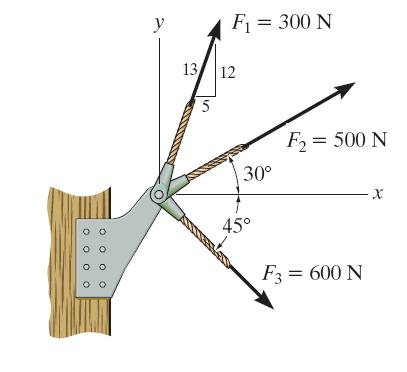 y
F₁ = 300 N
13
12
5
F₂ = 500 N
30°
x
45°
F₃ = 600 N